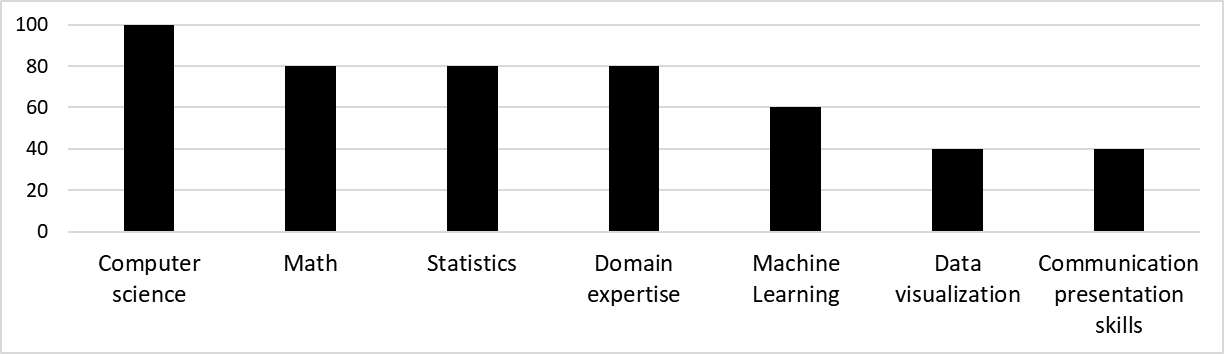 100
80
60
40
20
0
Computer
science
Math
Statistics
Domain
expertise
Machine
Learning
Data
visualization
Communication
presentation
skills